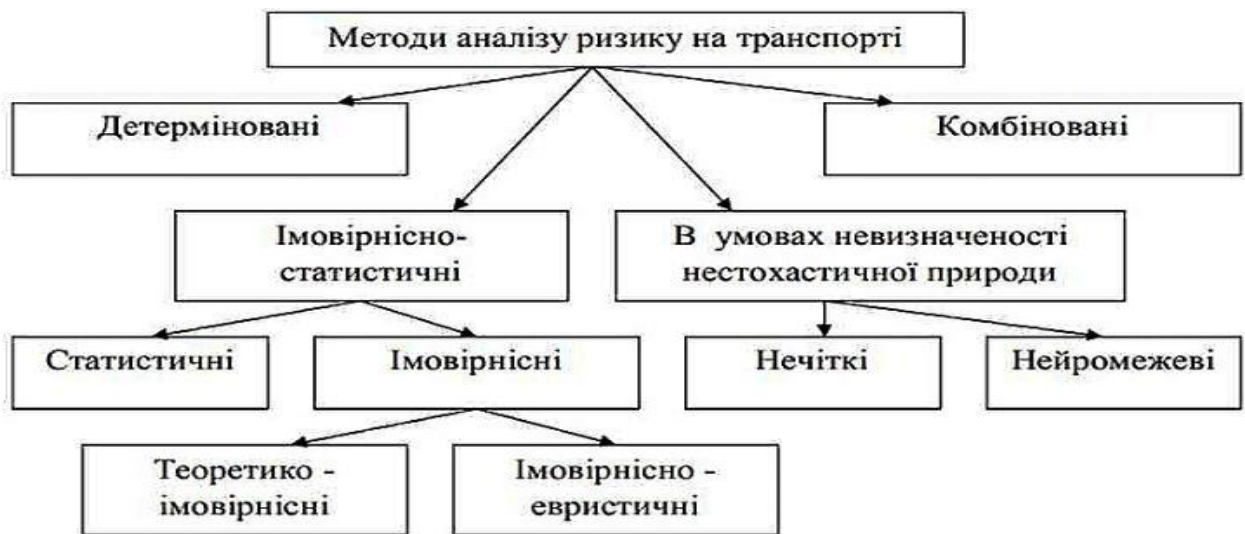 Методи аналізу ризику на транспорті
Детерміновані
Комбіновані
Імовірнісно-
статистичні
В умовах невизначеності
нестохастичної природи
Статистичні
Імовірнісні
Нечіткі
Нейромежеві
Теоретико -
імовірнісні
Імовірнісно -
евристичні